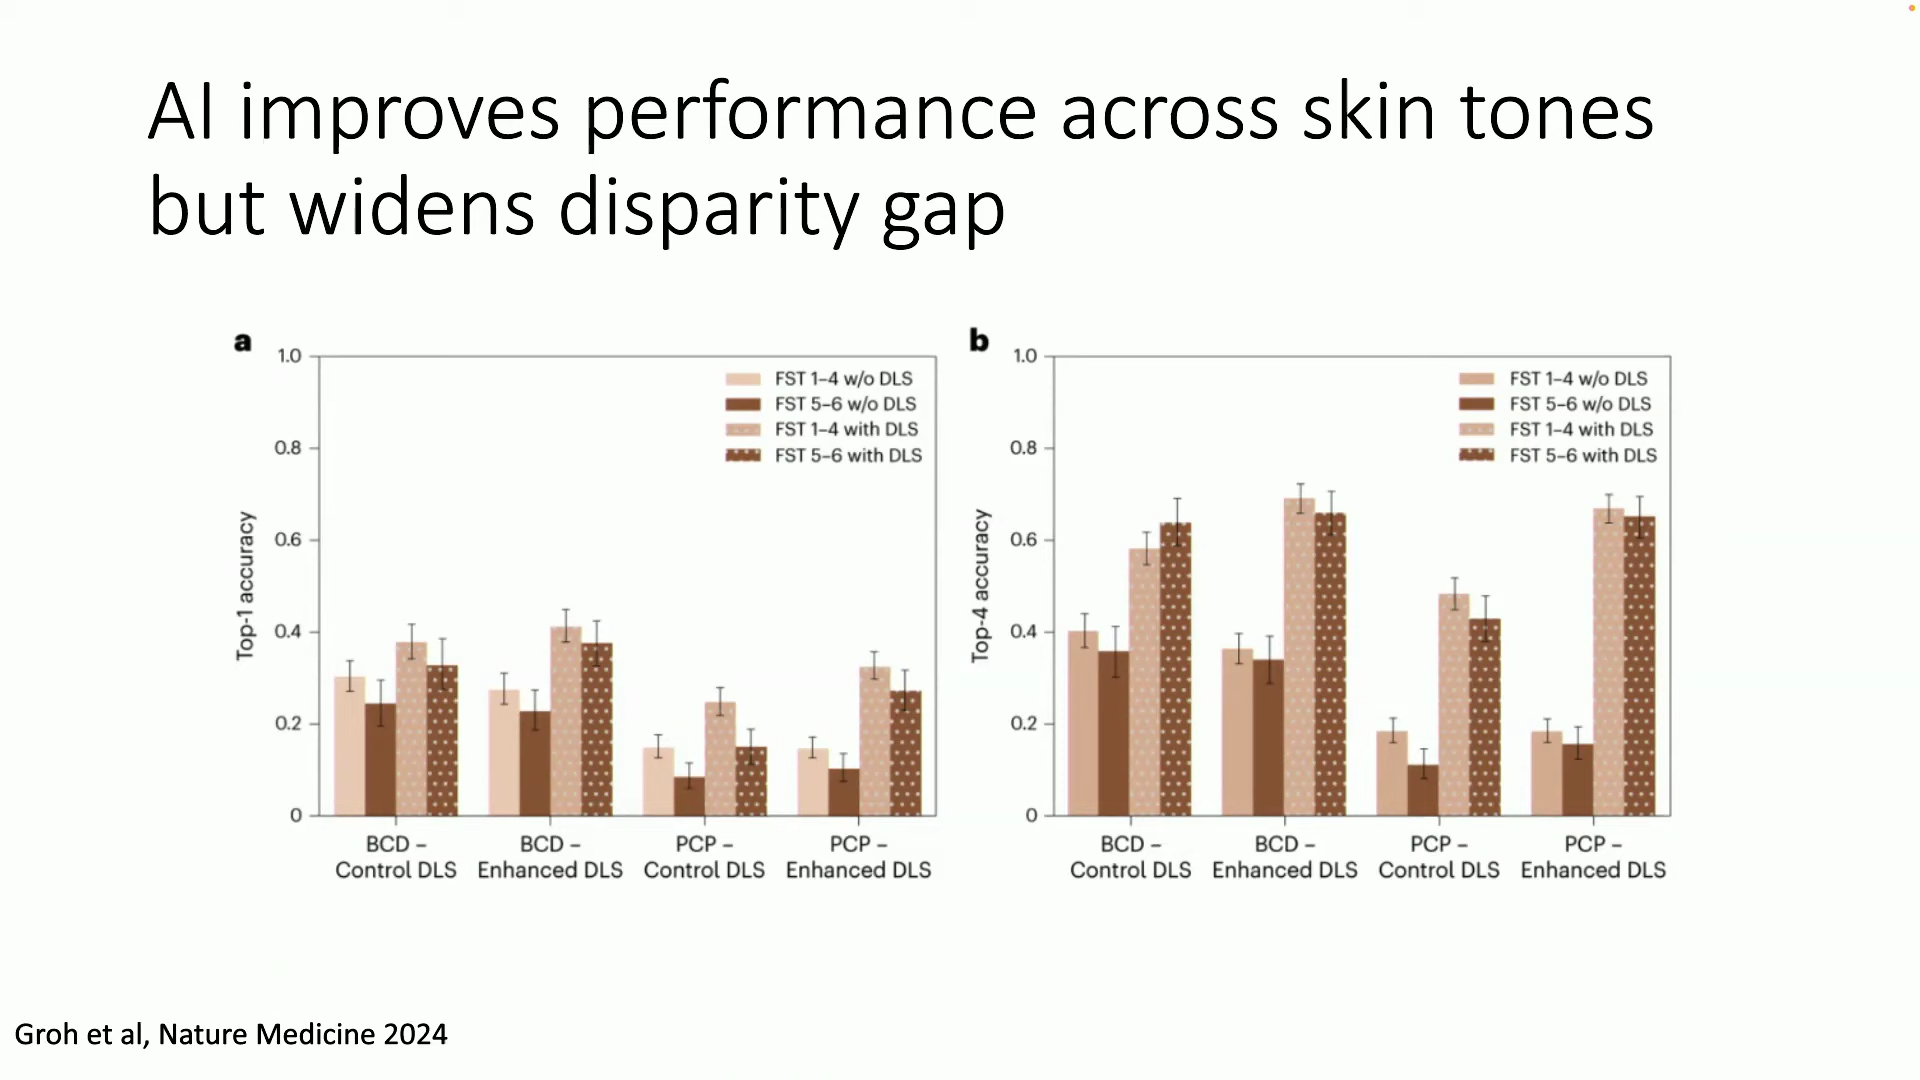 AI improves performance across skin tones
but widens disparity gap
a
1.0
0.8
0.6
0.4
0.2
0
Top-1 accuracy
FST 1–4 w/o DLS
FST 5–6 w/o DLS
FST 1–4 with DLS
FST 5–6 with DLS
BCD –
Control DLS
BCD –
Enhanced DLS
PCP –
Control DLS
PCP –
Enhanced DLS
b
1.0
0.8
0.6
0.4
0.2
0
Top-4 accuracy
FST 1–4 w/o DLS
FST 5–6 w/o DLS
FST 1–4 with DLS
FST 5–6 with DLS
BCD –
Control DLS
BCD –
Enhanced DLS
PCP –
Control DLS
PCP –
Enhanced DLS
Groh et al, Nature Medicine 2024